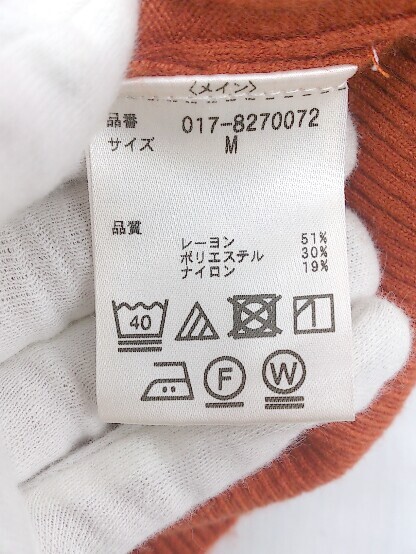 〈メイン〉
品番 017-8270072
サイズ M
品質
レーヨン 51%
ポリエステル 30%
ナイロン 19%
40
F W